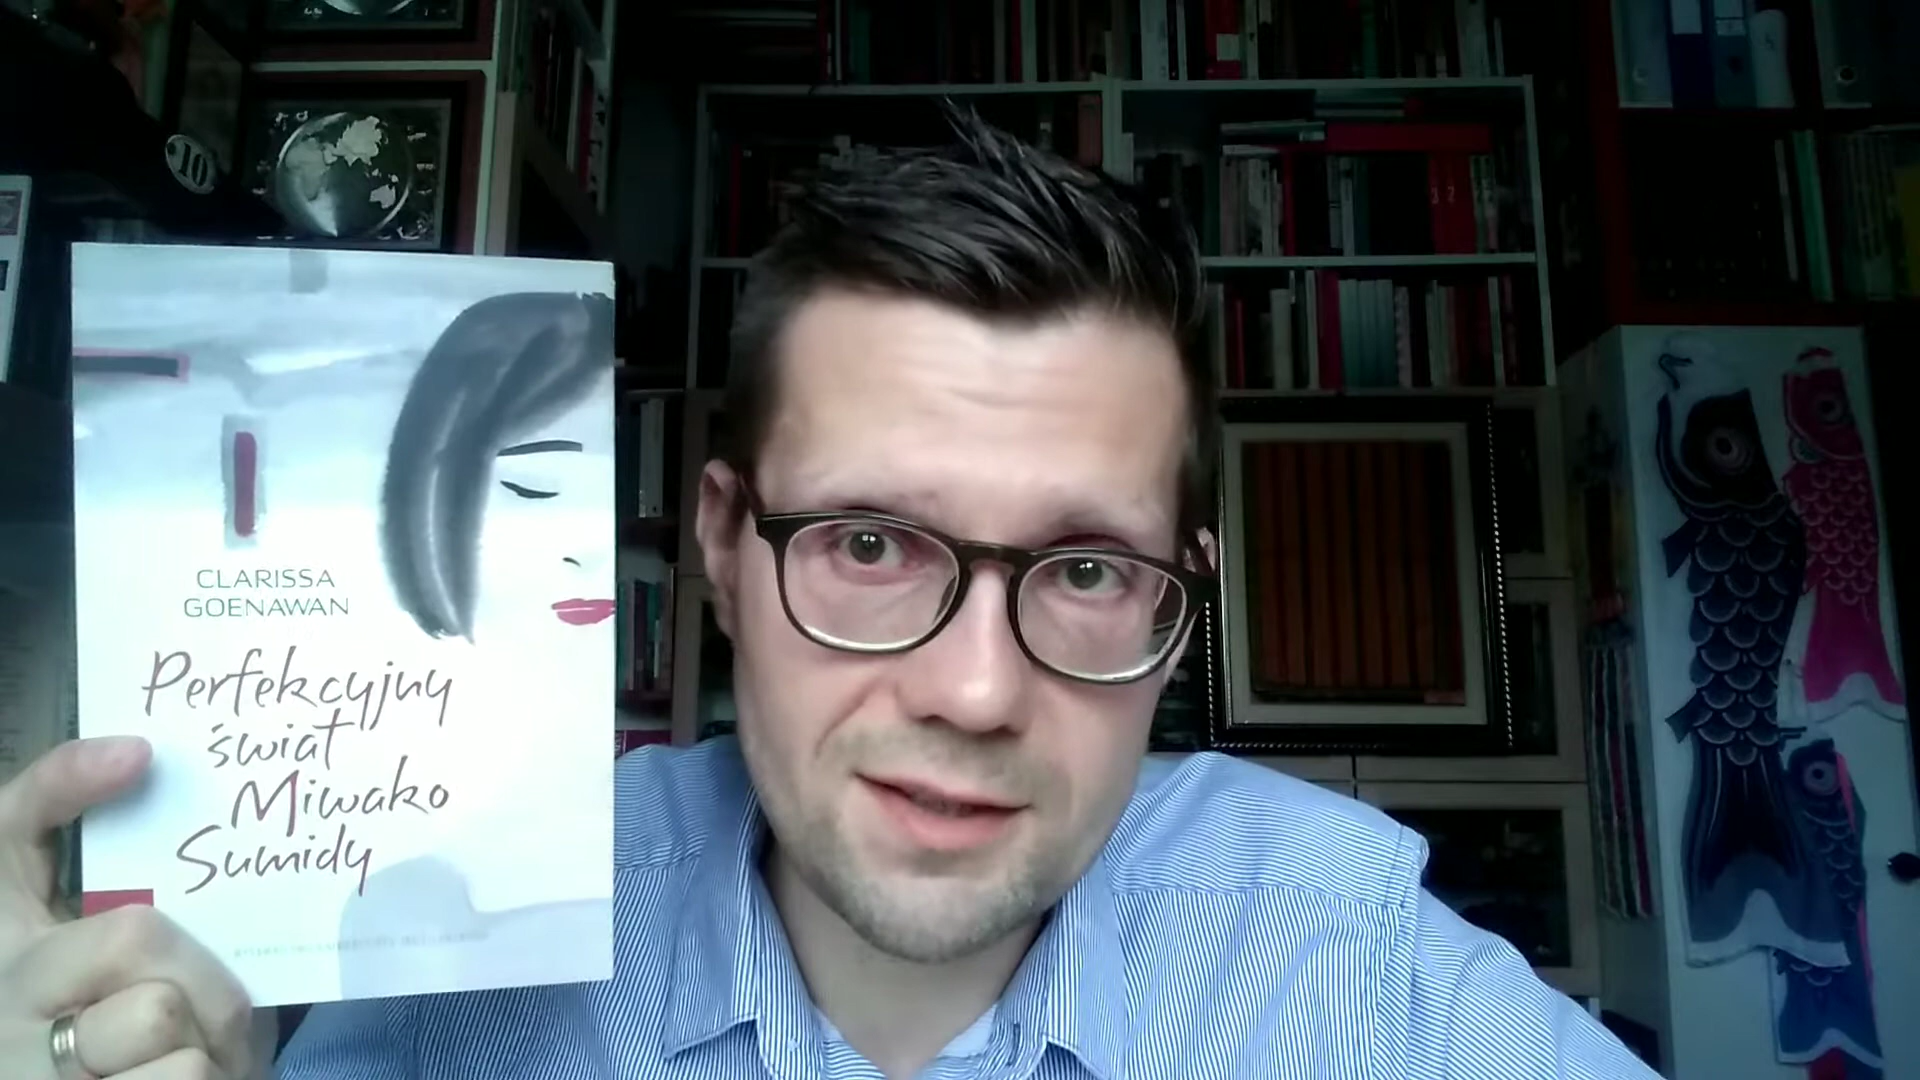 10
CLARISSA
GOENAWAN
Perfekcyjny
świat
Miwako
Sumidy